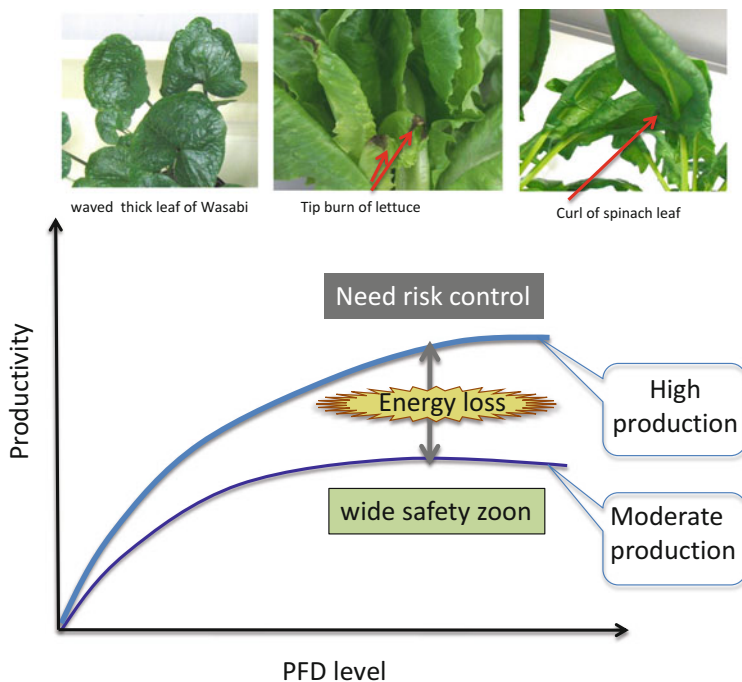 waved thick leaf of Wasabi
Tip burn of lettuce
Curl of spinach leaf
Need risk control
Productivity
Energy loss
High
production
wide safety zoon
Moderate
production
PFD level